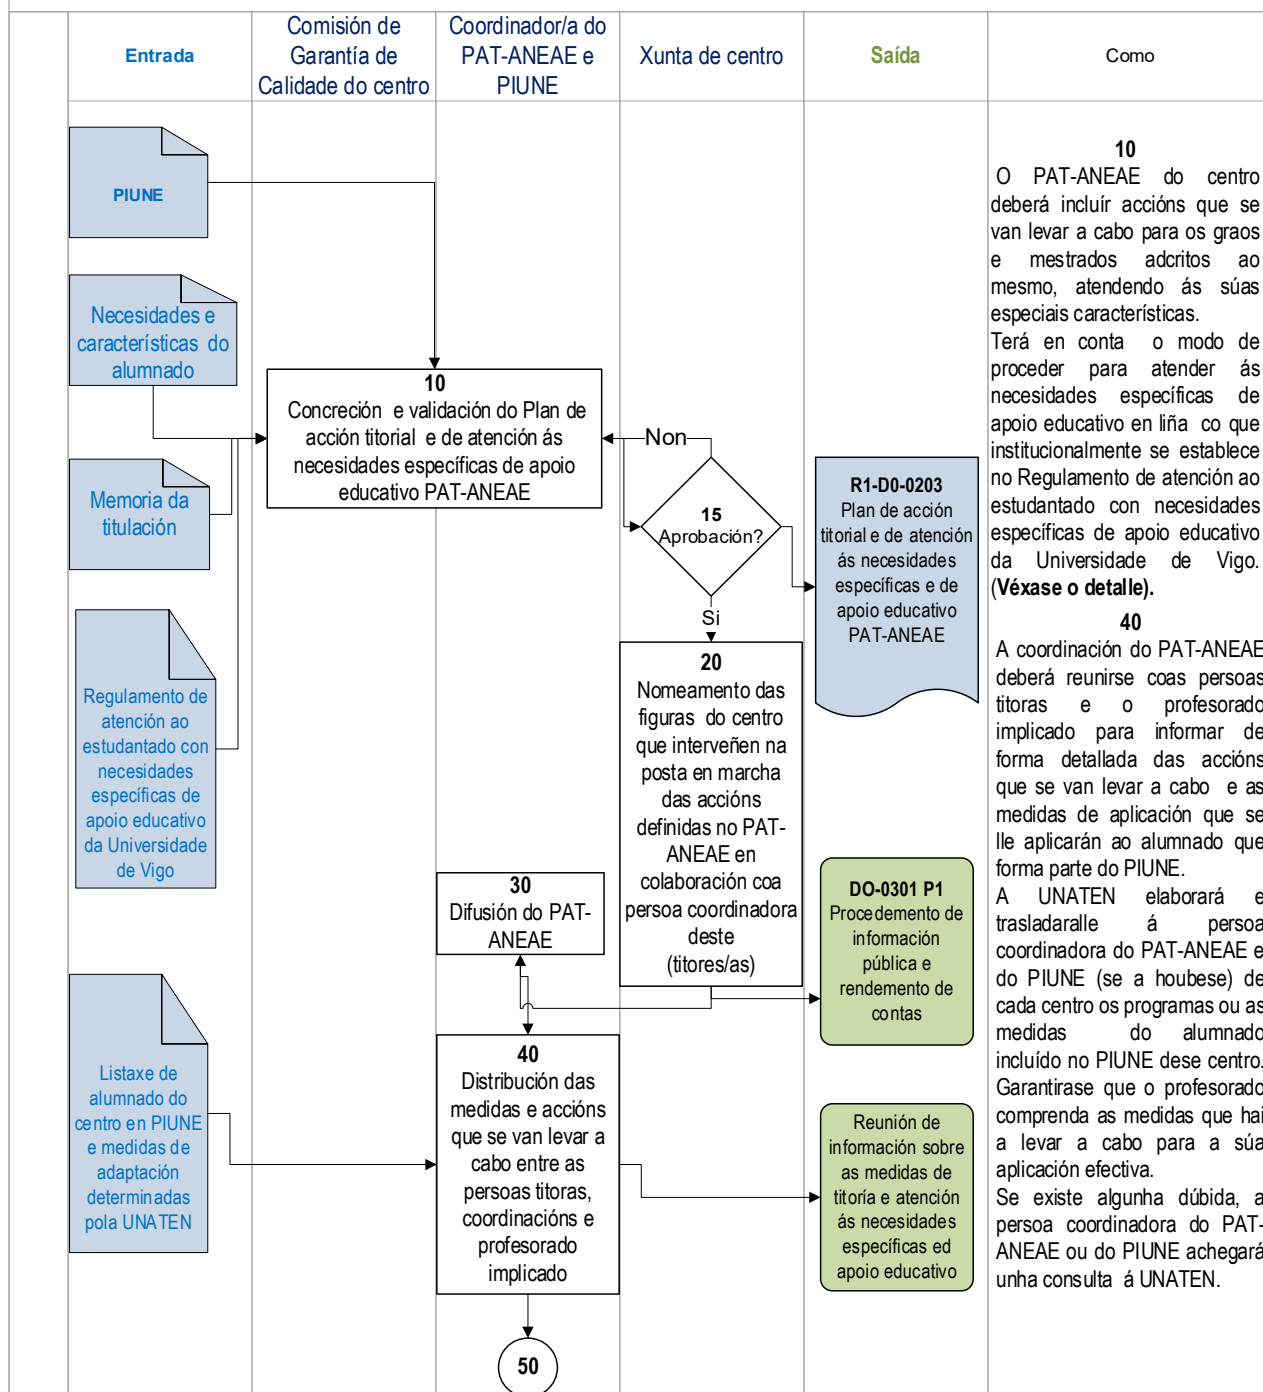 Entrada
Comisión de
Garantía de
Calidade do centro
Coordinador/a do
PAT-ANEAE e
PIUNE
Xunta de centro
Saída
Como
PIUNE
Necesidades e
características do
alumnado
Memoria da
titulación
Regulamento de
atención ao
estudantado con
necesidades
específicas de
apoio educativo
da Universidade
de Vigo
Listaxe de
alumnado do
centro en PIUNE
e medidas de
adaptación
determinadas
pola UNATEN
10
Concreción e validación do Plan de
acción titorial e de atención ás
necesidades específicas de apoio
educativo PAT-ANEAE
Non
15
Aprobación?
Si
20
Nomeamento das
figuras do centro
que interveñen na
posta en marcha
das accións
definidas no PAT-
ANEAE en
colaboración coa
persoa coordinadora
deste
(titores/as)
30
Difusión do PAT-
ANEAE
40
Distribución das
medidas e accións
que se van levar a
cabo entre as
persoas titoras,
coordinacións e
profesorado
implicado
50
R1-D0-0203
Plan de acción
titorial e de atención
ás necesidades
específicas e de
apoio educativo
PAT-ANEAE
DO-0301 P1
Procedemento de
información
pública e
rendemento de
contas
Reunión de
información sobre
as medidas de
titoría e atención
ás necesidades
específicas ed
apoio educativo
10
O PAT-ANEAE do centro
deberá incluír accións que se
van levar a cabo para os graos
e mestrados adcritos ao
mesmo, atendendo ás súas
especiais características.
Terá en conta o modo de
proceder para atender ás
necesidades específicas de
apoio educativo en liña co que
institucionalmente se establece
no Regulamento de atención ao
estudantado con necesidades
específicas de apoio educativo
da Universidade de Vigo.
(Véxase o detalle).
40
A coordinación do PAT-ANEAE
deberá reunirse coas persoas
titoras e o profesorado
implicado para informar de
forma detallada das accións
que se van levar a cabo e as
medidas de aplicación que se
lle aplicarán ao alumnado que
forma parte do PIUNE.
A UNATEN elaborará e
trasladaralle á persoa
coordinadora do PAT-ANEAE e
do PIUNE (se a houbese) de
cada centro os programas ou as
medidas do alumnado
incluído no PIUNE dese centro.
Garantirase que o profesorado
comprenda as medidas que hai
a levar a cabo para a súa
aplicación efectiva.
Se existe algunha dúbida, a
persoa coordinadora do PAT-
ANEAE ou do PIUNE achegará
unha consulta á UNATEN.